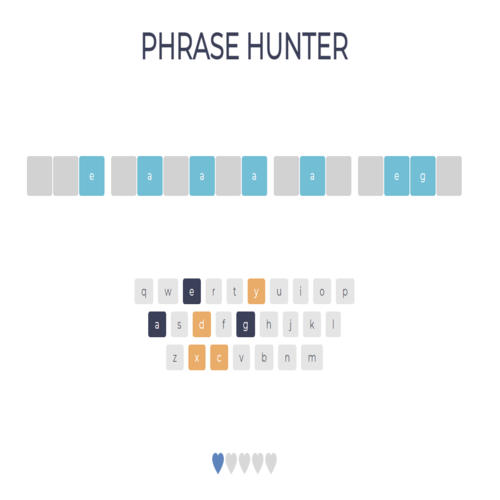 PHRASE HUNTER
e a a a a e g
q w e r t y u i o p
a s d f g h j k l
z x c v b n m